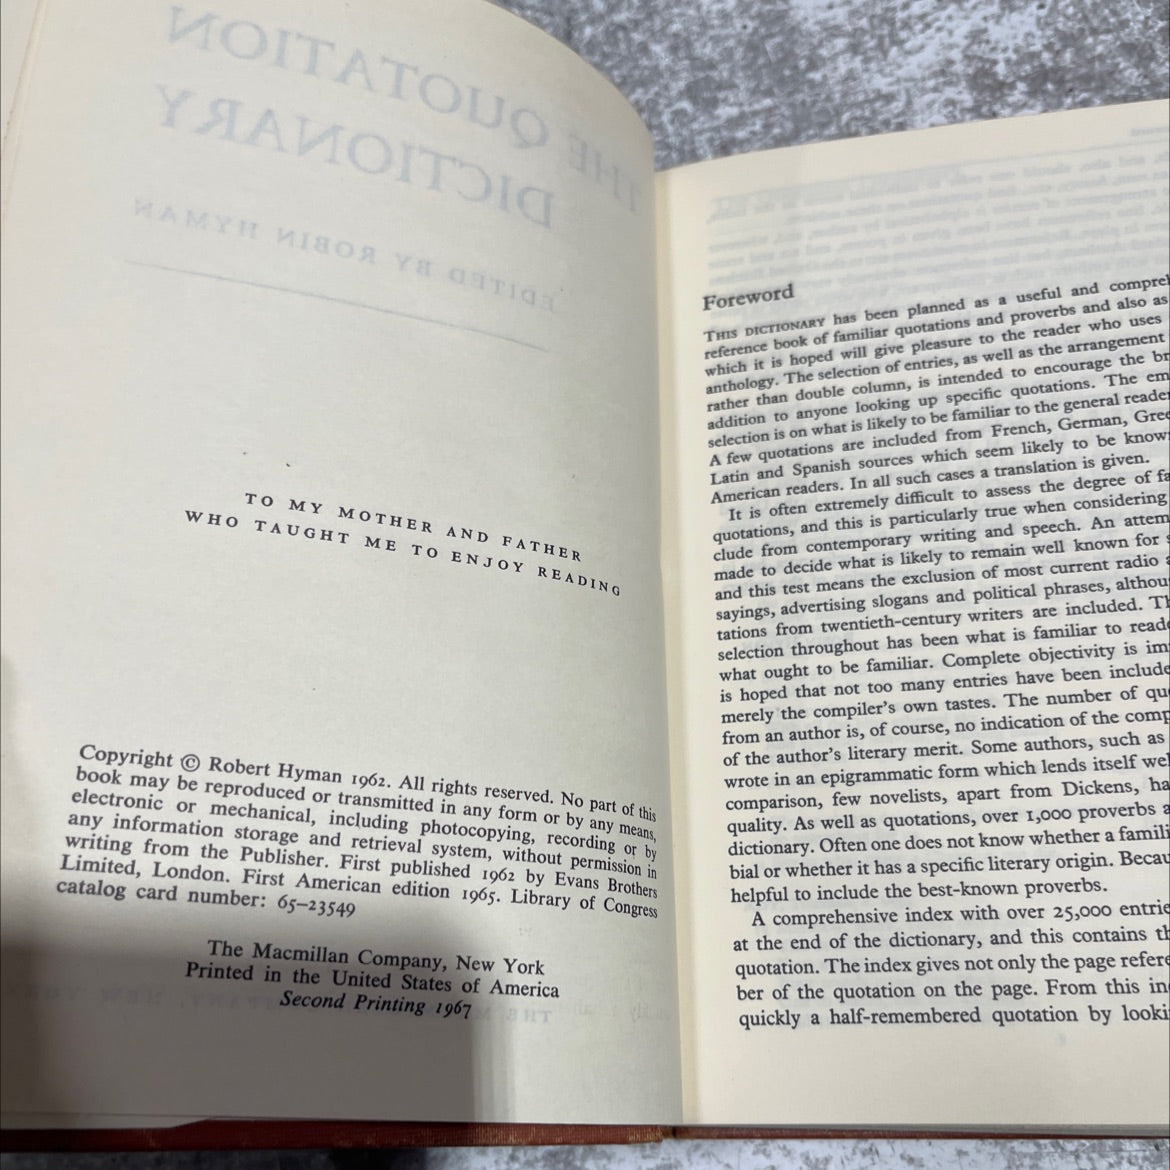 THE QUOTATION
DICTIONARY
EDITED BY ROBIN HYMAN
TO MY MOTHER AND FATHER
WHO TAUGHT ME TO ENJOY READING
Copyright © Robert Hyman 1962. All rights reserved. No part of this
book may be reproduced or transmitted in any form or by any means,
electronic or mechanical, including photocopying, recording or by
any information storage and retrieval system, without permission in
writing from the Publisher. First published 1962 by Evans Brothers
Limited, London. First American edition 1965. Library of Congress
catalog card number: 65–23549
The Macmillan Company, New York
Printed in the United States of America
Second Printing 1967
Foreword
THIS DICTIONARY has been planned as a useful and compreh
reference book of familiar quotations and proverbs and also as
which it is hoped will give pleasure to the reader who uses
anthology. The selection of entries, as well as the arrangement
rather than double column, is intended to encourage the br
addition to anyone looking up specific quotations. The em
selection is on what is likely to be familiar to the general reade
A few quotations are included from French, German, Gree
Latin and Spanish sources which seem likely to be know
American readers. In all such cases a translation is given.
It is often extremely difficult to assess the degree of fa
quotations, and this is particularly true when considering
clude from contemporary writing and speech. An attem
made to decide what is likely to remain well known for s
and this test means the exclusion of most current radio a
sayings, advertising slogans and political phrases, althou
tations from twentieth-century writers are included. Th
selection throughout has been what is familiar to reade
what ought to be familiar. Complete objectivity is im
is hoped that not too many entries have been include
merely the compiler's own tastes. The number of quo
from an author is, of course, no indication of the comp
of the author's literary merit. Some authors, such as
wrote in an epigrammatic form which lends itself wel
comparison, few novelists, apart from Dickens, ha
quality. As well as quotations, over 1,000 proverbs a
dictionary. Often one does not know whether a famili
bial or whether it has a specific literary origin. Becau
helpful to include the best-known proverbs.
A comprehensive index with over 25,000 entrie
at the end of the dictionary, and this contains th
quotation. The index gives not only the page refere
ber of the quotation on the page. From this in
quickly a half-remembered quotation by looki